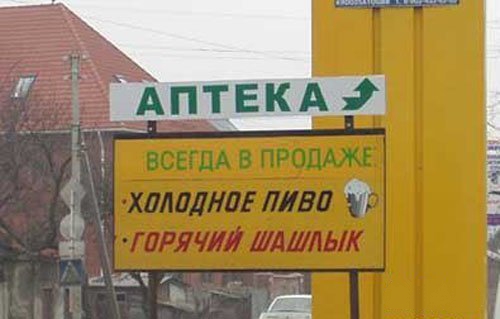 АПТЕКА
ВСЕГДА В ПРОДАЖЕ
·ХОЛОДНОЕ ПИВО
·ГОРЯЧИЙ ШАШЛЫК